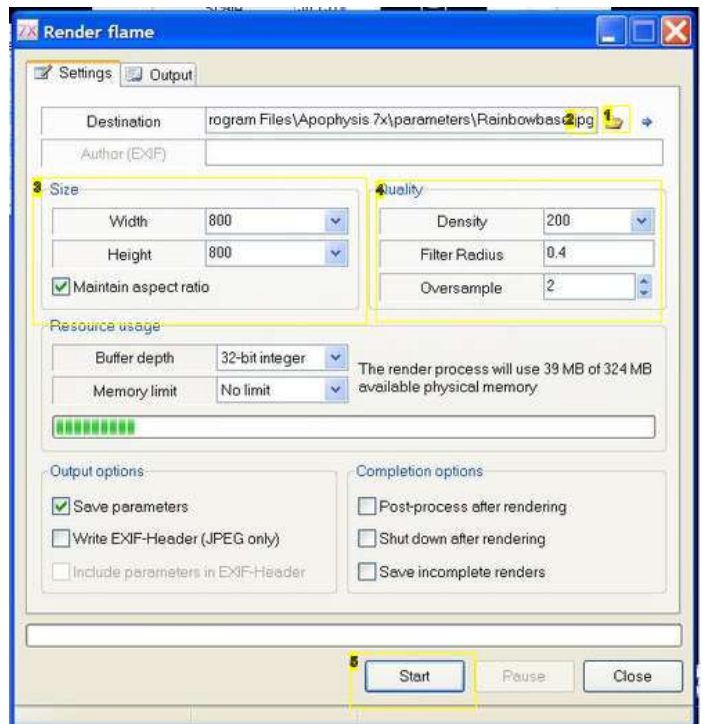 Render flame
Settings
Output
Destination
rogram Files\Apophysis 7x\parameters\Rainbowbase.jpg
2
1
Author (EXIF)
3
Size
4
Quality
Width
800
Density
200
Height
800
Filter Radius
0.4
Maintain aspect ratio
Oversample
2
Resource usage
Buffer depth
32-bit integer
The render process will use 39 MB of 324 MB
Memory limit
No limit
available physical memory
Output options
Completion options
Save parameters
Post-process after rendering
Write EXIF-Header (JPEG only)
Shut down after rendering
Include parameters in EXIF-Header
Save incomplete renders
5
Start
Pause
Close